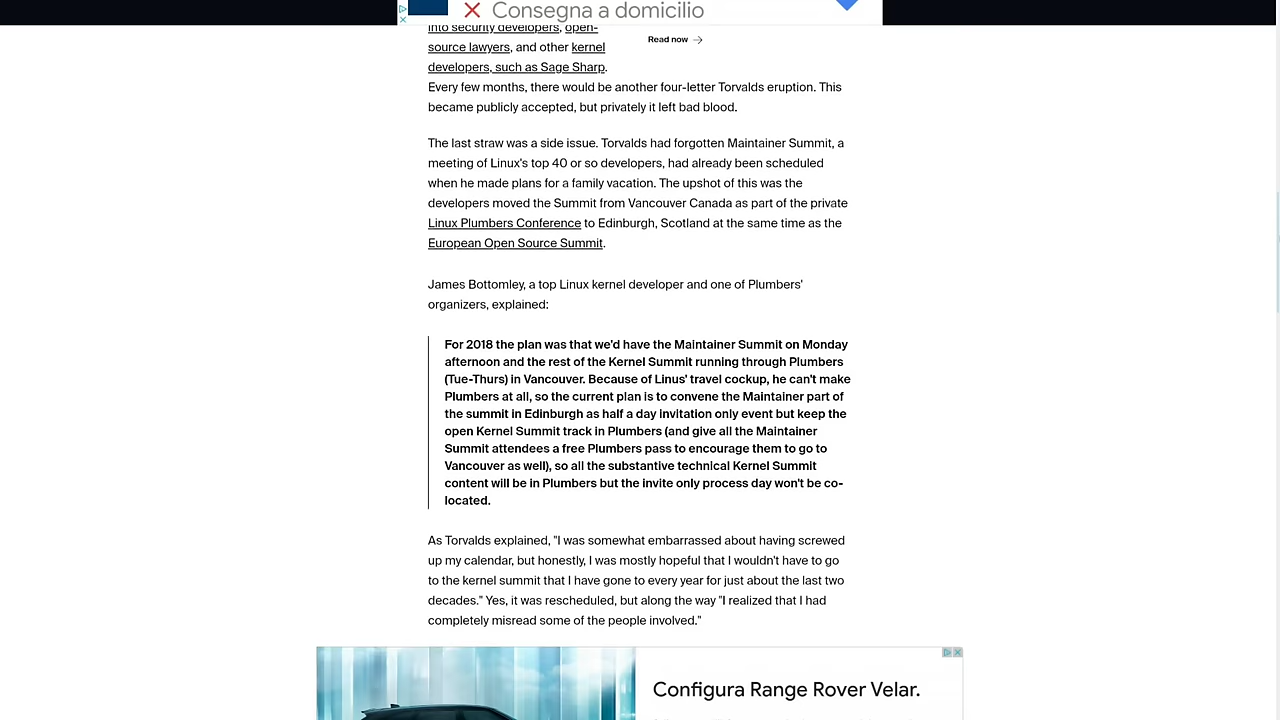 Consegna a domicilio
into security developers, open-
source lawyers, and other kernel
developers, such as Sage Sharp.
Read now
Every few months, there would be another four-letter Torvalds eruption. This
became publicly accepted, but privately it left bad blood.
The last straw was a side issue. Torvalds had forgotten Maintainer Summit, a
meeting of Linux's top 40 or so developers, had already been scheduled
when he made plans for a family vacation. The upshot of this was the
developers moved the Summit from Vancouver Canada as part of the private
Linux Plumbers Conference to Edinburgh, Scotland at the same time as the
European Open Source Summit.
James Bottomley, a top Linux kernel developer and one of Plumbers'
organizers, explained:
For 2018 the plan was that we'd have the Maintainer Summit on Monday
afternoon and the rest of the Kernel Summit running through Plumbers
(Tue-Thurs) in Vancouver. Because of Linus' travel cockup, he can't make
Plumbers at all, so the current plan is to convene the Maintainer part of
the summit in Edinburgh as half a day invitation only event but keep the
open Kernel Summit track in Plumbers (and give all the Maintainer
Summit attendees a free Plumbers pass to encourage them to go to
Vancouver as well), so all the substantive technical Kernel Summit
content will be in Plumbers but the invite only process day won't be co-
located.
As Torvalds explained, "I was somewhat embarrassed about having screwed
up my calendar, but honestly, I was mostly hopeful that I wouldn't have to go
to the kernel summit that I have gone to every year for just about the last two
decades." Yes, it was rescheduled, but along the way "I realized that I had
completely misread some of the people involved."
Configura Range Rover Velar.